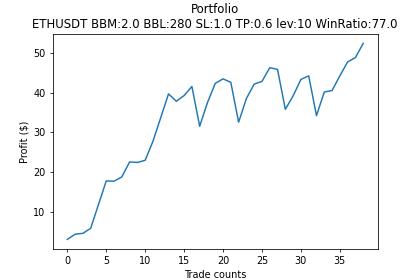 Portfolio
ETHUSDT BBM:2.0 BBL:280 SL:1.0 TP:0.6 lev:10 WinRatio:77.0
50
40
30
20
10
Profit ($)
0 5 10 15 20 25 30 35
Trade counts